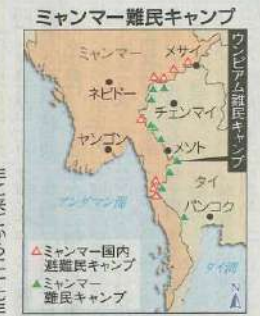 ミャンマー難民キャンプ
ミャンマー
メサイ
ウンピアム難民キャンプ
ネピドー
チェンマイ
ヤンゴン
メソト
タイ
アンダマン海
バンコク
△ミャンマー国内
避難民キャンプ
▲ミャンマー
難民キャンプ
タイ湾
N